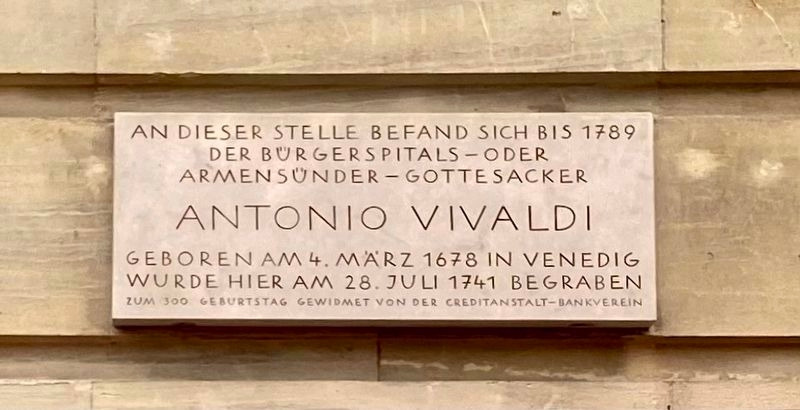 AN DIESER STELLE BEFAND SICH BIS 1789
DER BÜRGERSPITALS–ODER
ARMENSÜNDER–GOTTESACKER
ANTONIO VIVALDI
GEBOREN AM 4. MÄRZ 1678 IN VENEDIG
WURDE HIER AM 28. JULI 1741 BEGRABEN
ZUM 300. GEBURTSTAG GEWIDMET VON DER CREDITANSTALT–BANKVEREIN